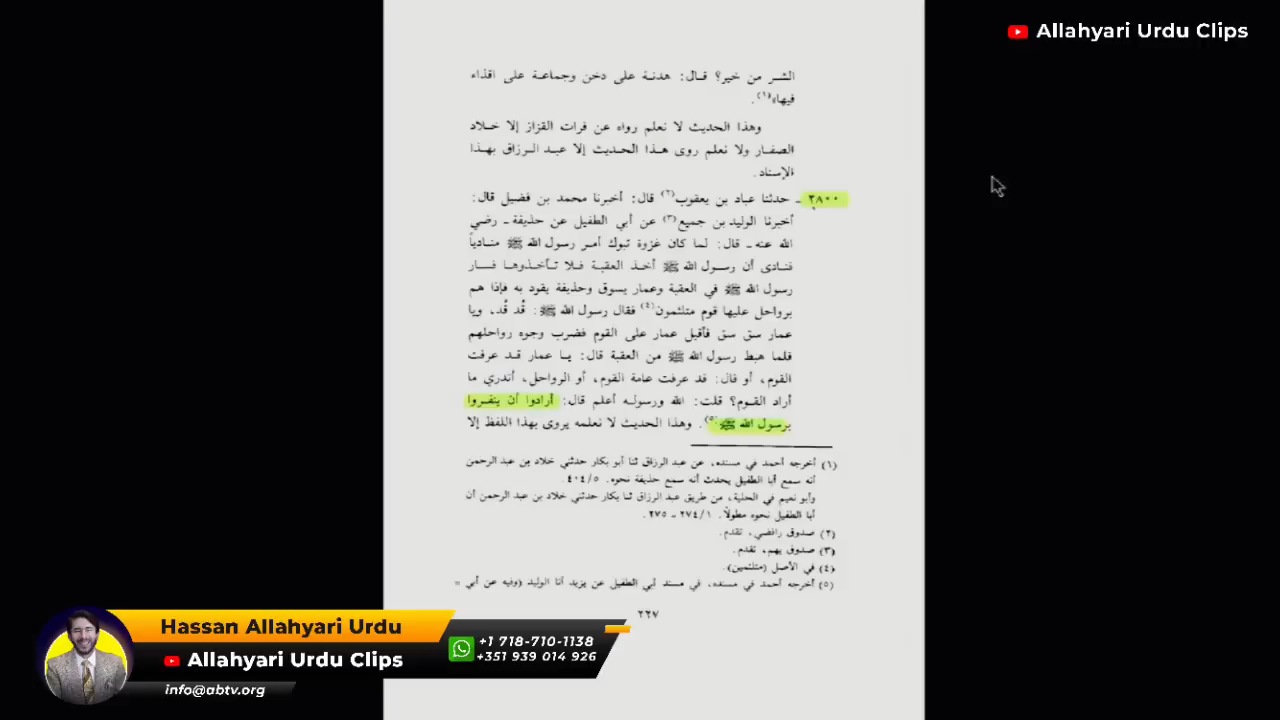 Allahyari Urdu Clips
الشر من خير؟ قال: هدنة على دخن وجماعة على اقذاء
فيها»(١).
وهذا الحديث لا نعلم رواه عن فرات القزاز إلا خلاد
الصفار ولا نعلم روى هذا الحديث إلا عبد الرزاق بهذا
الإسناد.
٢٨٠٠ - حدثنا عباد بن يعقوب(٢) قال: أخبرنا محمد بن فضيل قال:
أخبرنا الوليد بن جميع(٣) عن أبي الطفيل عن حذيفة - رضي
الله عنه - قال: لما كان غزوة تبوك أمر رسول الله ﷺ منادياً
فنادى أن رسول الله ﷺ أخذ العقبة فلا تأخذوها فسار
رسول الله ﷺ في العقبة وعمار يسوق وحذيفة يقود به فإذا هم
برواحل عليها قوم متلثمون(٤) فقال رسول الله ﷺ: قُد قُد، ويا
عمار سق سق فأقبل عمار على القوم فضرب وجوه رواحلهم
فلما هبط رسول الله ﷺ من العقبة قال: يا عمار قد عرفت
القوم، أو قال: قد عرفت عامة القوم، أو الرواحل، أتدري ما
أراد القوم؟ قلت: الله ورسوله أعلم قال: أرادوا أن ينفروا
برسول الله ﷺ(٥). وهذا الحديث لا نعلمه يروى بهذا اللفظ إلا
(١) أخرجه أحمد في مسنده، عن عبد الرزاق ثنا أبو بكار حدثني خلاد بن عبد الرحمن
أنه سمع أبا الطفيل يحدث أنه سمع حذيفة نحوه. ٤٠٤/٥.
وأبو نعيم في الحلية، من طريق عبد الرزاق ثنا بكار حدثني خلاد بن عبد الرحمن أن
أبا الطفيل نحوه مطولاً. ٢٧٤/١ - ٢٧٥.
(٢) صدوق رافضي، تقدم.
(٣) صدوق يهم، تقدم.
(٤) في الأصل (متلثمين).
(٥) أخرجه أحمد في مسنده، في مسند أبي الطفيل عن يزيد أنا الوليد (وفيه عن أبي =
٢٢٧
Hassan Allahyari Urdu
Allahyari Urdu Clips
info@abtv.org
+1 718-710-1138
+351 939 014 926